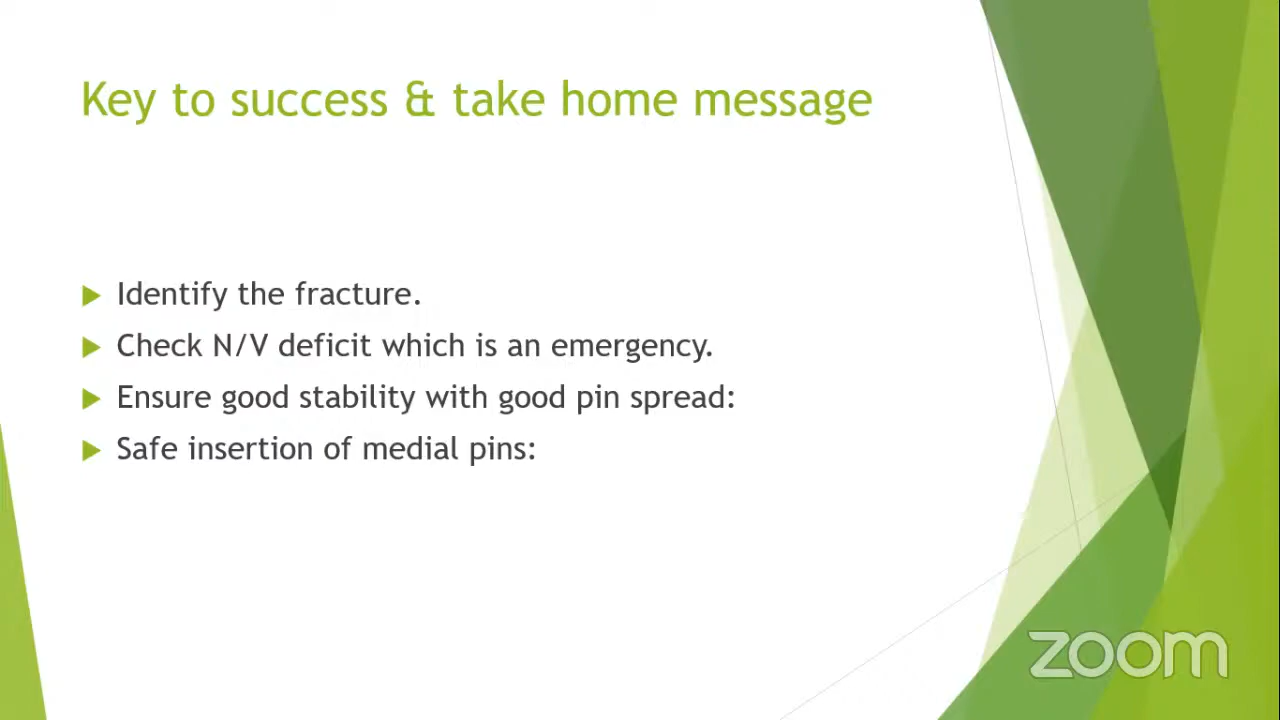 Key to success & take home message
Identify the fracture.
Check N/V deficit which is an emergency.
Ensure good stability with good pin spread:
Safe insertion of medial pins:
zoom